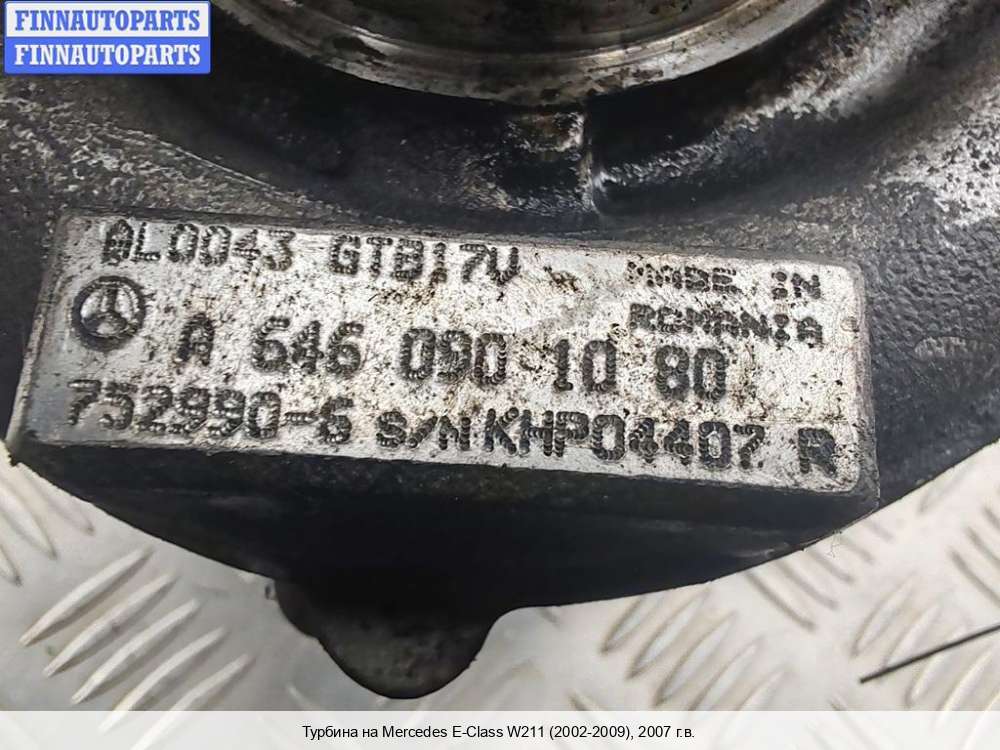 FINNAUTOPARTS
FINNAUTOPARTS
AL0043 GTB17V MADE IN
ROMANIA
A 646 090 10 80
752990-6 S/N KHP04407 R
Турбина на Mercedes E-Class W211 (2002-2009), 2007 г.в.